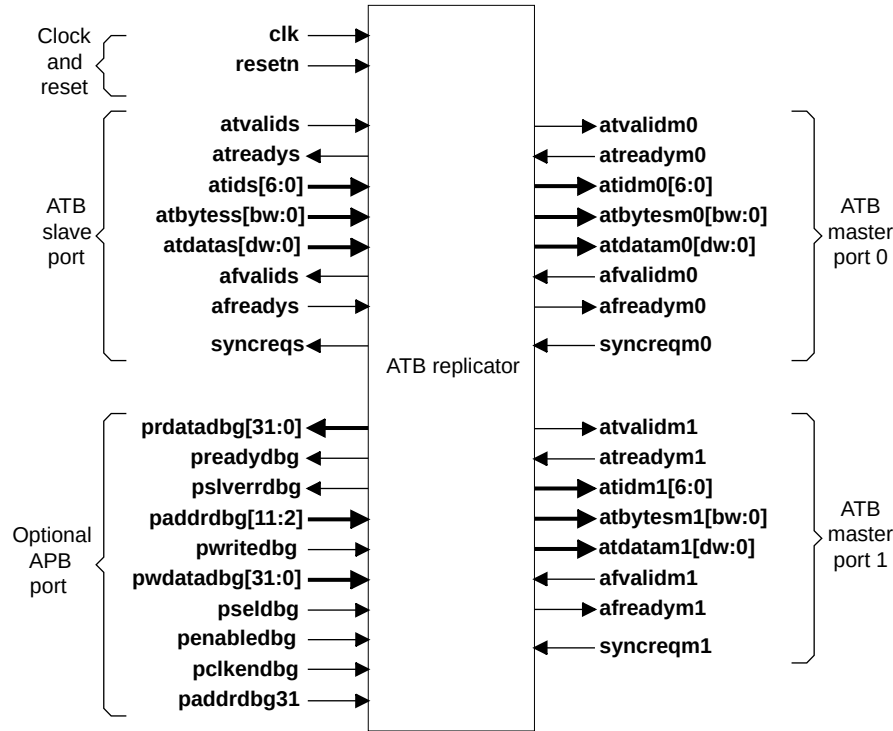 Clock
and
reset
clk
resetn
ATB
slave
port
atvalids
atreadys
atids[6:0]
atbytess[bw:0]
atdatas[dw:0]
afvalids
afreadys
syncreqs
Optional
APB
port
prdatadbg[31:0]
preadydbg
pslverrdbg
paddrdbg[11:2]
pwritedbg
pwdatadbg[31:0]
pseldbg
penabledbg
pclkendbg
paddrdbg31
ATB replicator
atvalidm0
atreadym0
atidm0[6:0]
atbytesm0[bw:0]
atdatam0[dw:0]
afvalidm0
afreadym0
syncreqm0
ATB
master
port 0
atvalidm1
atreadym1
atidm1[6:0]
atbytesm1[bw:0]
atdatam1[dw:0]
afvalidm1
afreadym1
syncreqm1
ATB
master
port 1